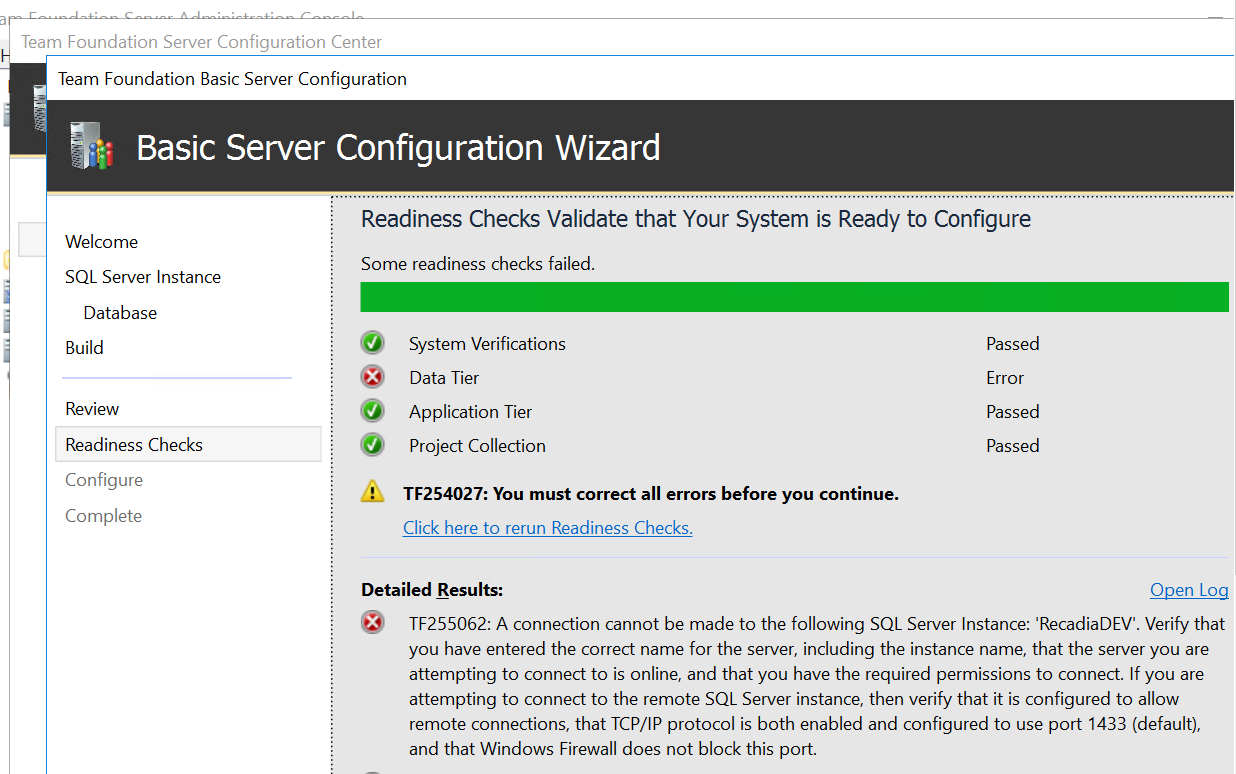 Team Foundation Server Administration Console
Team Foundation Server Configuration Center
H
Team Foundation Basic Server Configuration
Basic Server Configuration Wizard
Welcome
SQL Server Instance
Database
Build
Review
Readiness Checks
Configure
Complete
Readiness Checks Validate that Your System is Ready to Configure
Some readiness checks failed.
System Verifications Passed
Data Tier Error
Application Tier Passed
Project Collection Passed
TF254027: You must correct all errors before you continue.
Click here to rerun Readiness Checks.
Detailed Results: Open Log
TF255062: A connection cannot be made to the following SQL Server Instance: 'RecadiaDEV'. Verify that
you have entered the correct name for the server, including the instance name, that the server you are
attempting to connect to is online, and that you have the required permissions to connect. If you are
attempting to connect to the remote SQL Server instance, then verify that it is configured to allow
remote connections, that TCP/IP protocol is both enabled and configured to use port 1433 (default),
and that Windows Firewall does not block this port.